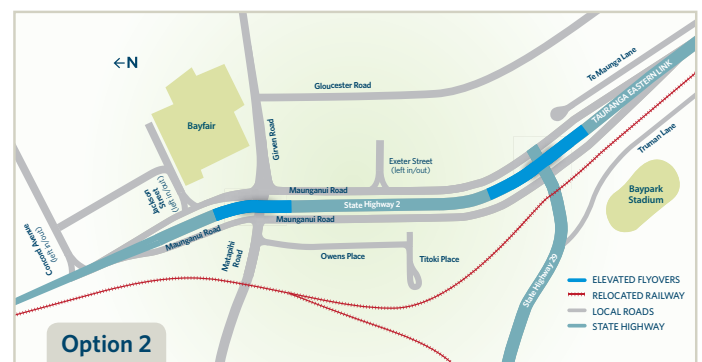 ←N
Te Maunga Lane
Gloucester Road
TAURANGA EASTERN LINK
Bayfair
Girven Road
Truman Lane
Exeter Street
(left in/out)
Jackson
Street
(left in/out)
Maunganui Road
Baypark
Stadium
State Highway 2
Maunganui Road
Concord Avenue
(left in/out)
Maunganui Road
Matapihi
Road
Owens Place
Titoki Place
State Highway 29
ELEVATED FLYOVERS
RELOCATED RAILWAY
LOCAL ROADS
STATE HIGHWAY
Option 2